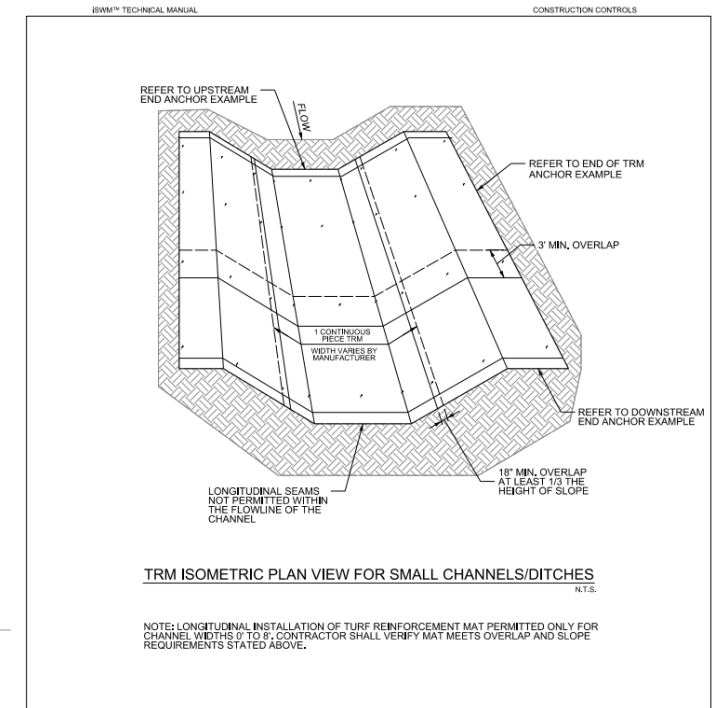 iSWM™ TECHNICAL MANUAL
CONSTRUCTION CONTROLS
REFER TO UPSTREAM
END ANCHOR EXAMPLE
FLOW
REFER TO END OF TRM
ANCHOR EXAMPLE
3' MIN. OVERLAP
1 CONTINUOUS
PIECE TRM
WIDTH VARIES BY
MANUFACTURER
REFER TO DOWNSTREAM
END ANCHOR EXAMPLE
18" MIN. OVERLAP
AT LEAST 1/3 THE
HEIGHT OF SLOPE
LONGITUDINAL SEAMS
NOT PERMITTED WITHIN
THE FLOWLINE OF THE
CHANNEL
TRM ISOMETRIC PLAN VIEW FOR SMALL CHANNELS/DITCHES
N.T.S.
NOTE: LONGITUDINAL INSTALLATION OF TURF REINFORCEMENT MAT PERMITTED ONLY FOR
CHANNEL WIDTHS 0' TO 8'. CONTRACTOR SHALL VERIFY MAT MEETS OVERLAP AND SLOPE
REQUIREMENTS STATED ABOVE.